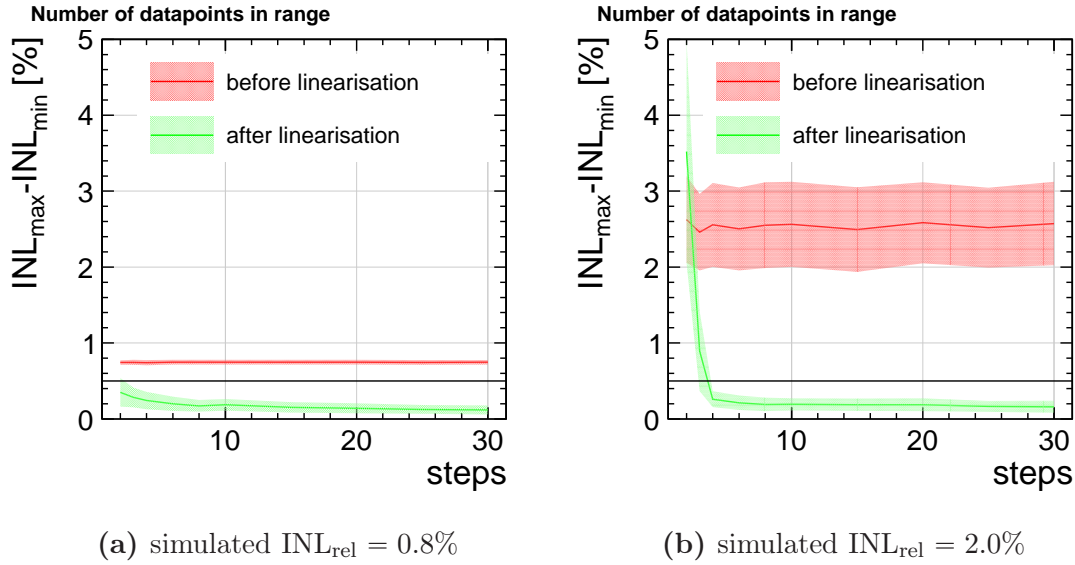 Number of datapoints in range
INL_max-INL_min [%]
5
4
3
2
1
0
before linearisation
after linearisation
10
20
30
steps
(a) simulated INL_rel = 0.8%
Number of datapoints in range
INL_max-INL_min [%]
5
4
3
2
1
0
before linearisation
after linearisation
10
20
30
steps
(b) simulated INL_rel = 2.0%